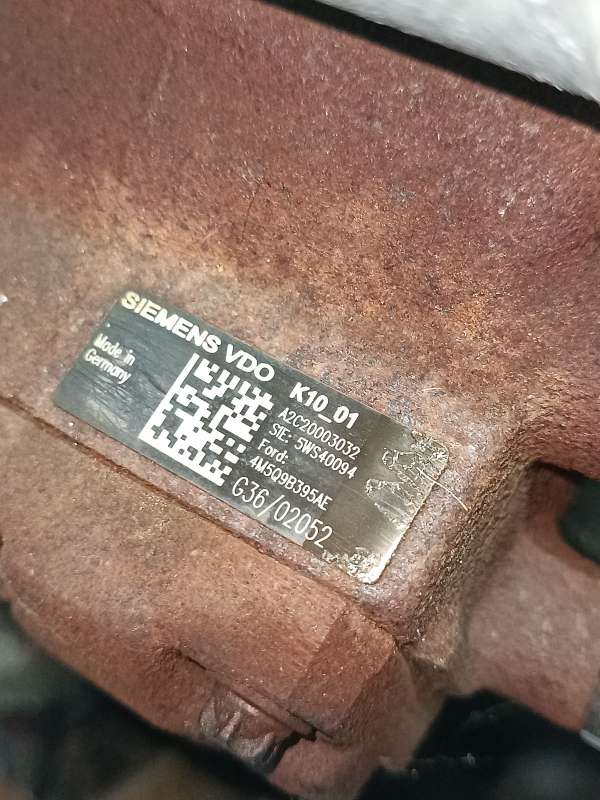 SIEMENS VDO
Made in
Germany
K10_01
A2C20003032
SIE: 5WS40094
Ford:
4M5Q9B395AE
G36/02052